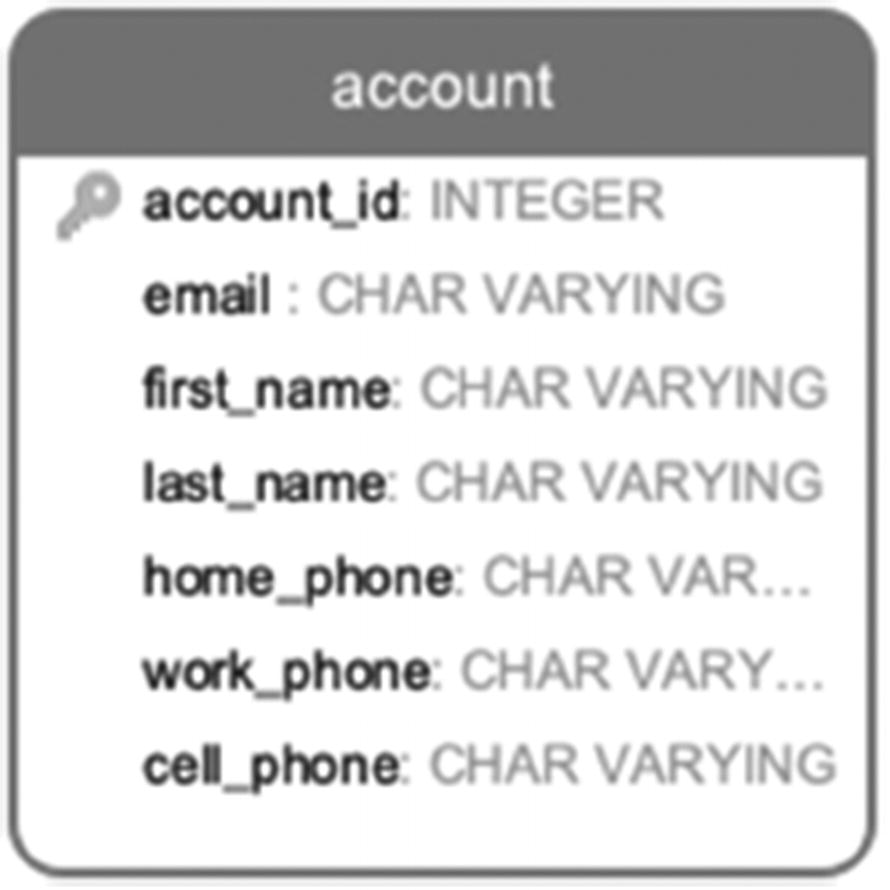 account
account_id: INTEGER
email : CHAR VARYING
first_name: CHAR VARYING
last_name: CHAR VARYING
home_phone: CHAR VAR...
work_phone: CHAR VARY...
cell_phone: CHAR VARYING